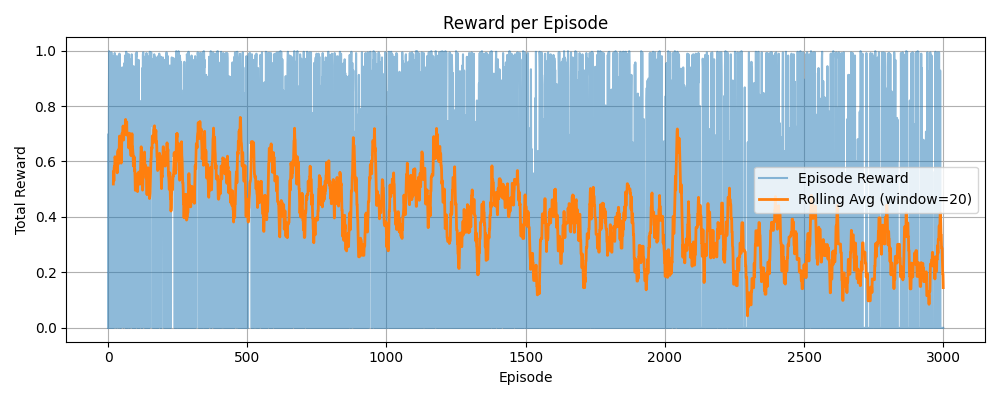 Reward per Episode
Total Reward
1.0
0.8
0.6
0.4
0.2
0.0
Episode Reward
Rolling Avg (window=20)
0
500
1000
1500
2000
2500
3000
Episode